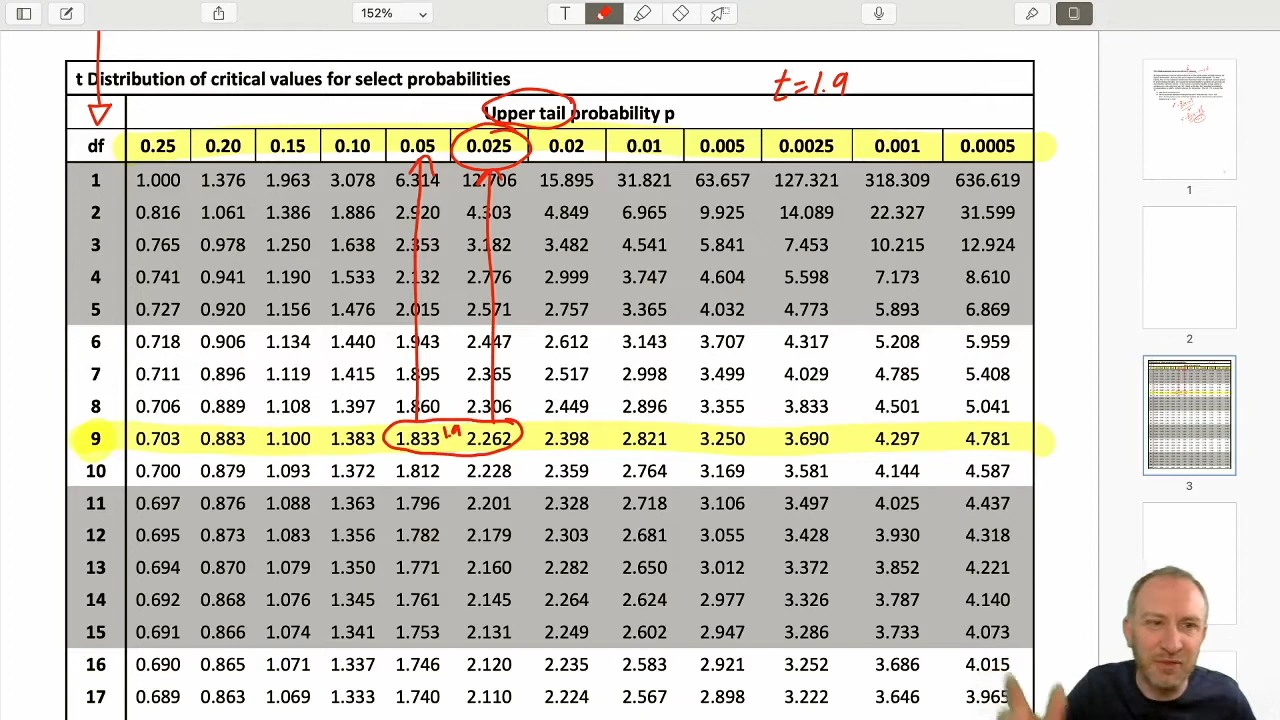 152%
T
t Distribution of critical values for select probabilities
t=1.9
Upper tail probability p
df 0.25 0.20 0.15 0.10 0.05 0.025 0.02 0.01 0.005 0.0025 0.001 0.0005
1 1.000 1.376 1.963 3.078 6.314 12.706 15.895 31.821 63.657 127.321 318.309 636.619
2 0.816 1.061 1.386 1.886 2.920 4.303 4.849 6.965 9.925 14.089 22.327 31.599
3 0.765 0.978 1.250 1.638 2.353 3.182 3.482 4.541 5.841 7.453 10.215 12.924
4 0.741 0.941 1.190 1.533 2.132 2.776 2.999 3.747 4.604 5.598 7.173 8.610
5 0.727 0.920 1.156 1.476 2.015 2.571 2.757 3.365 4.032 4.773 5.893 6.869
6 0.718 0.906 1.134 1.440 1.943 2.447 2.612 3.143 3.707 4.317 5.208 5.959
7 0.711 0.896 1.119 1.415 1.895 2.365 2.517 2.998 3.499 4.029 4.785 5.408
8 0.706 0.889 1.108 1.397 1.860 2.306 2.449 2.896 3.355 3.833 4.501 5.041
9 0.703 0.883 1.100 1.383 1.833 1.9 2.262 2.398 2.821 3.250 3.690 4.297 4.781
10 0.700 0.879 1.093 1.372 1.812 2.228 2.359 2.764 3.169 3.581 4.144 4.587
11 0.697 0.876 1.088 1.363 1.796 2.201 2.328 2.718 3.106 3.497 4.025 4.437
12 0.695 0.873 1.083 1.356 1.782 2.179 2.303 2.681 3.055 3.428 3.930 4.318
13 0.694 0.870 1.079 1.350 1.771 2.160 2.282 2.650 3.012 3.372 3.852 4.221
14 0.692 0.868 1.076 1.345 1.761 2.145 2.264 2.624 2.977 3.326 3.787 4.140
15 0.691 0.866 1.074 1.341 1.753 2.131 2.249 2.602 2.947 3.286 3.733 4.073
16 0.690 0.865 1.071 1.337 1.746 2.120 2.235 2.583 2.921 3.252 3.686 4.015
17 0.689 0.863 1.069 1.333 1.740 2.110 2.224 2.567 2.898 3.222 3.646 3.965
1
2
3